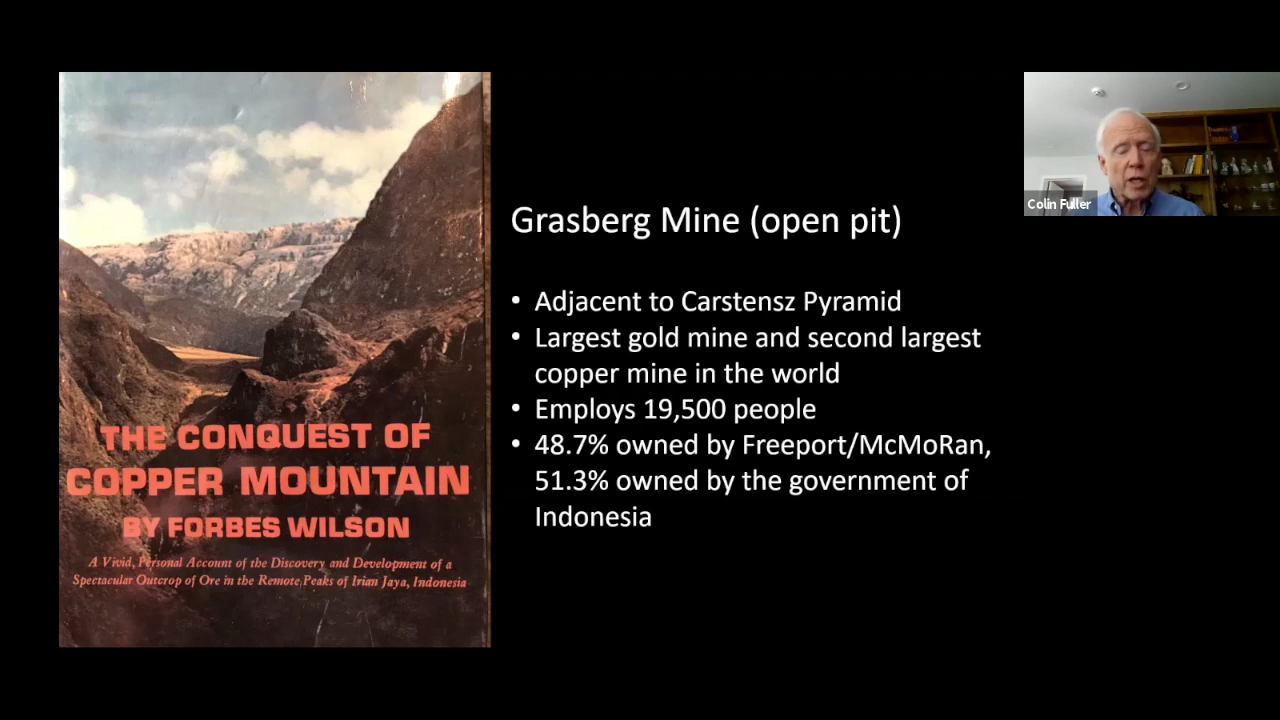 THE CONQUEST OF
COPPER MOUNTAIN
BY FORBES WILSON
A Vivid, Personal Account of the Discovery and Development of a
Spectacular Outcrop of Ore in the Remote Peaks of Irian Jaya, Indonesia
Grasberg Mine (open pit)
• Adjacent to Carstensz Pyramid
• Largest gold mine and second largest
copper mine in the world
• Employs 19,500 people
• 48.7% owned by Freeport/McMoRan,
51.3% owned by the government of
Indonesia
Colin Fuller